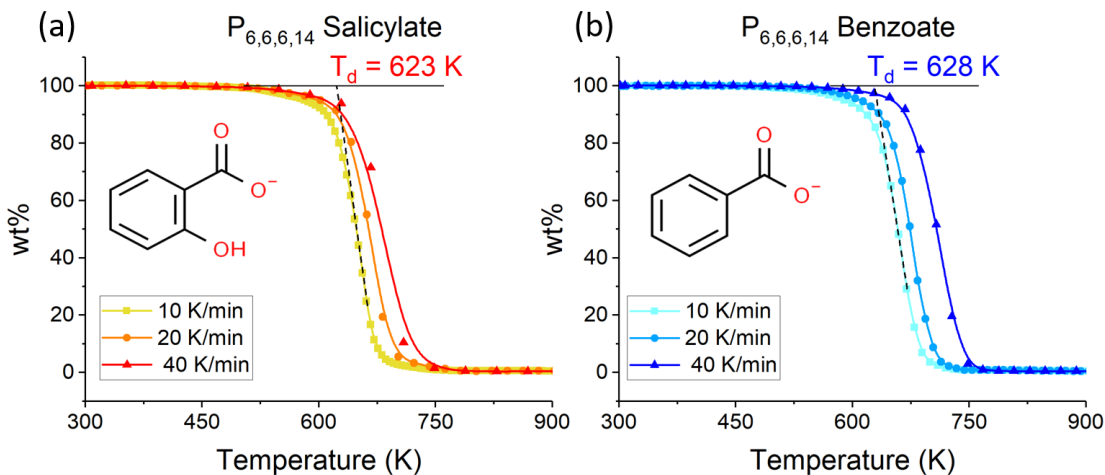 (a) P6,6,6,14 Salicylate
Td = 623 K
100
80
60
40
20
0
wt%
O
O−
OH
10 K/min
20 K/min
40 K/min
300 450 600 750 900
Temperature (K)
(b) P6,6,6,14 Benzoate
Td = 628 K
100
80
60
40
20
0
wt%
O
O−
10 K/min
20 K/min
40 K/min
300 450 600 750 900
Temperature (K)